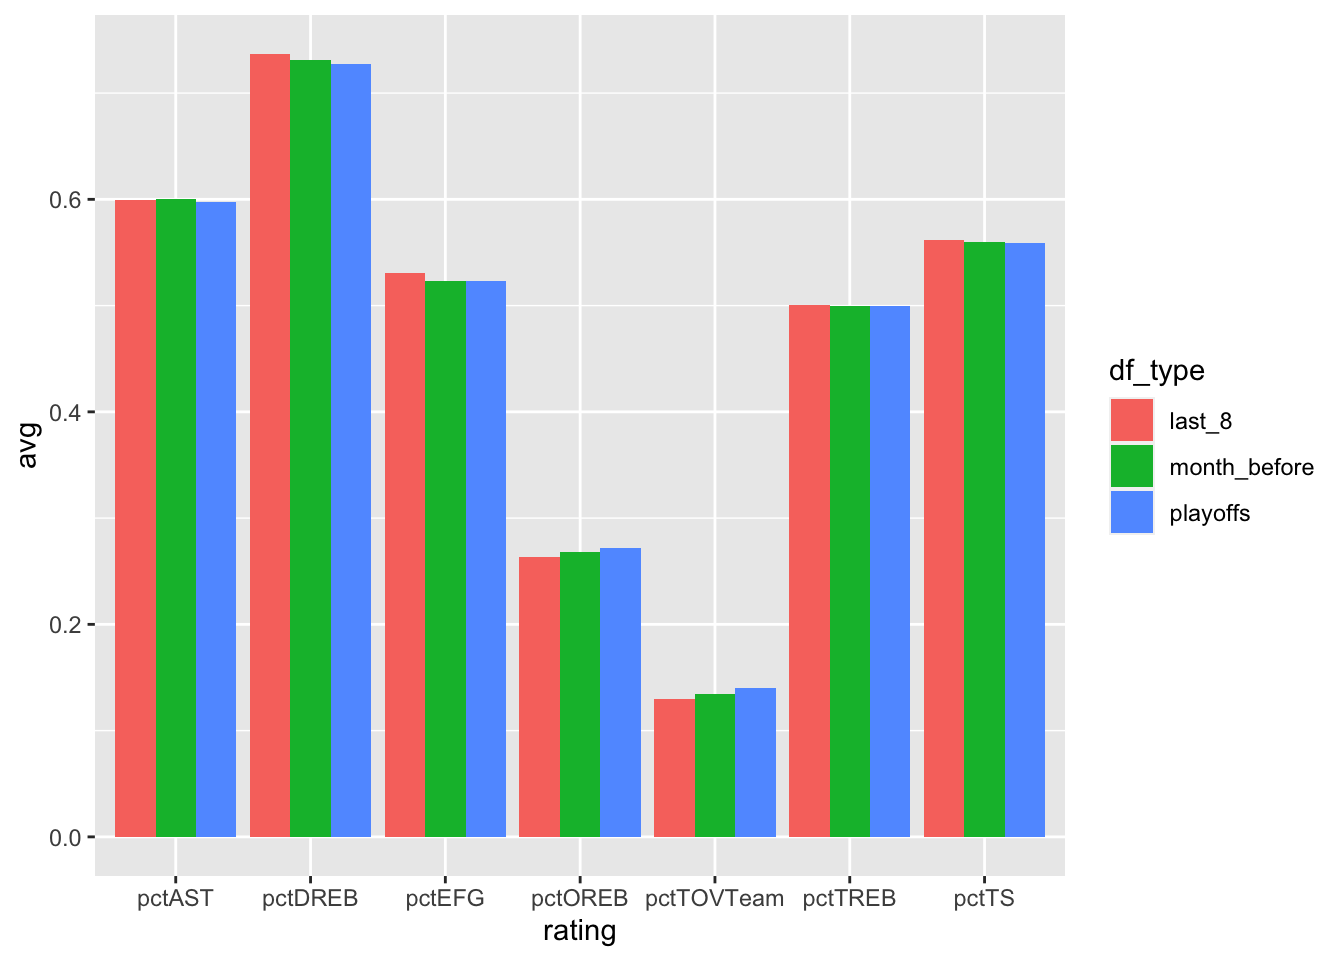 avg
0.6
0.4
0.2
0.0
pctAST pctDREB pctEFG pctOREB pctTOVTeam pctTREB pctTS
rating
df_type
last_8
month_before
playoffs